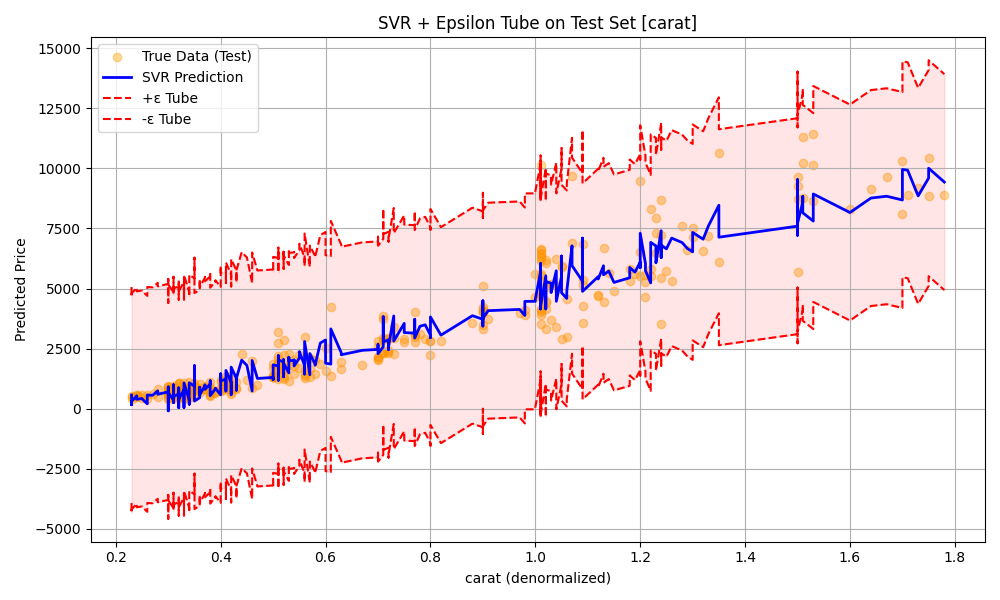 SVR + Epsilon Tube on Test Set [carat]
True Data (Test)
SVR Prediction
+ε Tube
-ε Tube
Predicted Price
15000
12500
10000
7500
5000
2500
0
−2500
−5000
0.2 0.4 0.6 0.8 1.0 1.2 1.4 1.6 1.8
carat (denormalized)